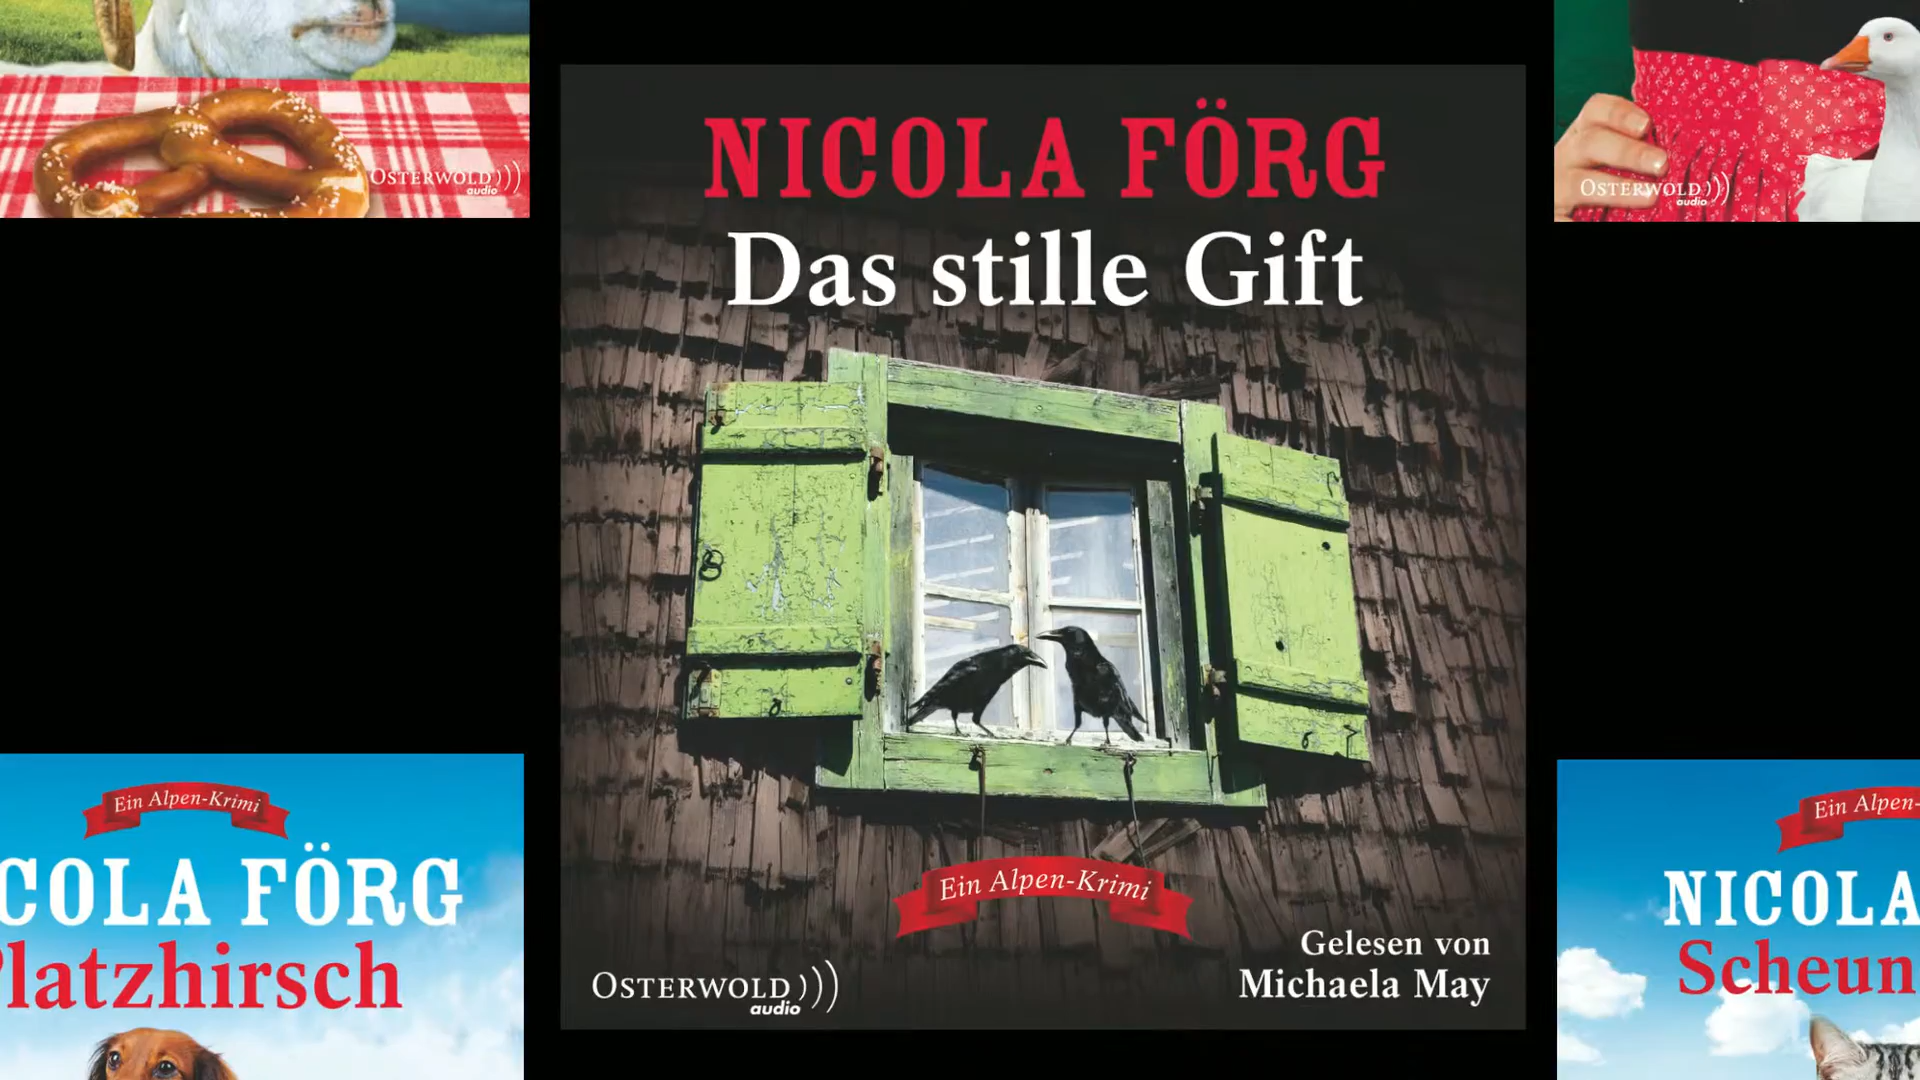 OSTERWOLD
audio
NICOLA FÖRG
Das stille Gift
Ein Alpen-Krimi
Gelesen von
Michaela May
OSTERWOLD
audio
OSTERWOLD
audio
Ein Alpen-Krimi
COLA FÖRG
Platzhirsch
Ein Alpen-
NICOLA
Scheun